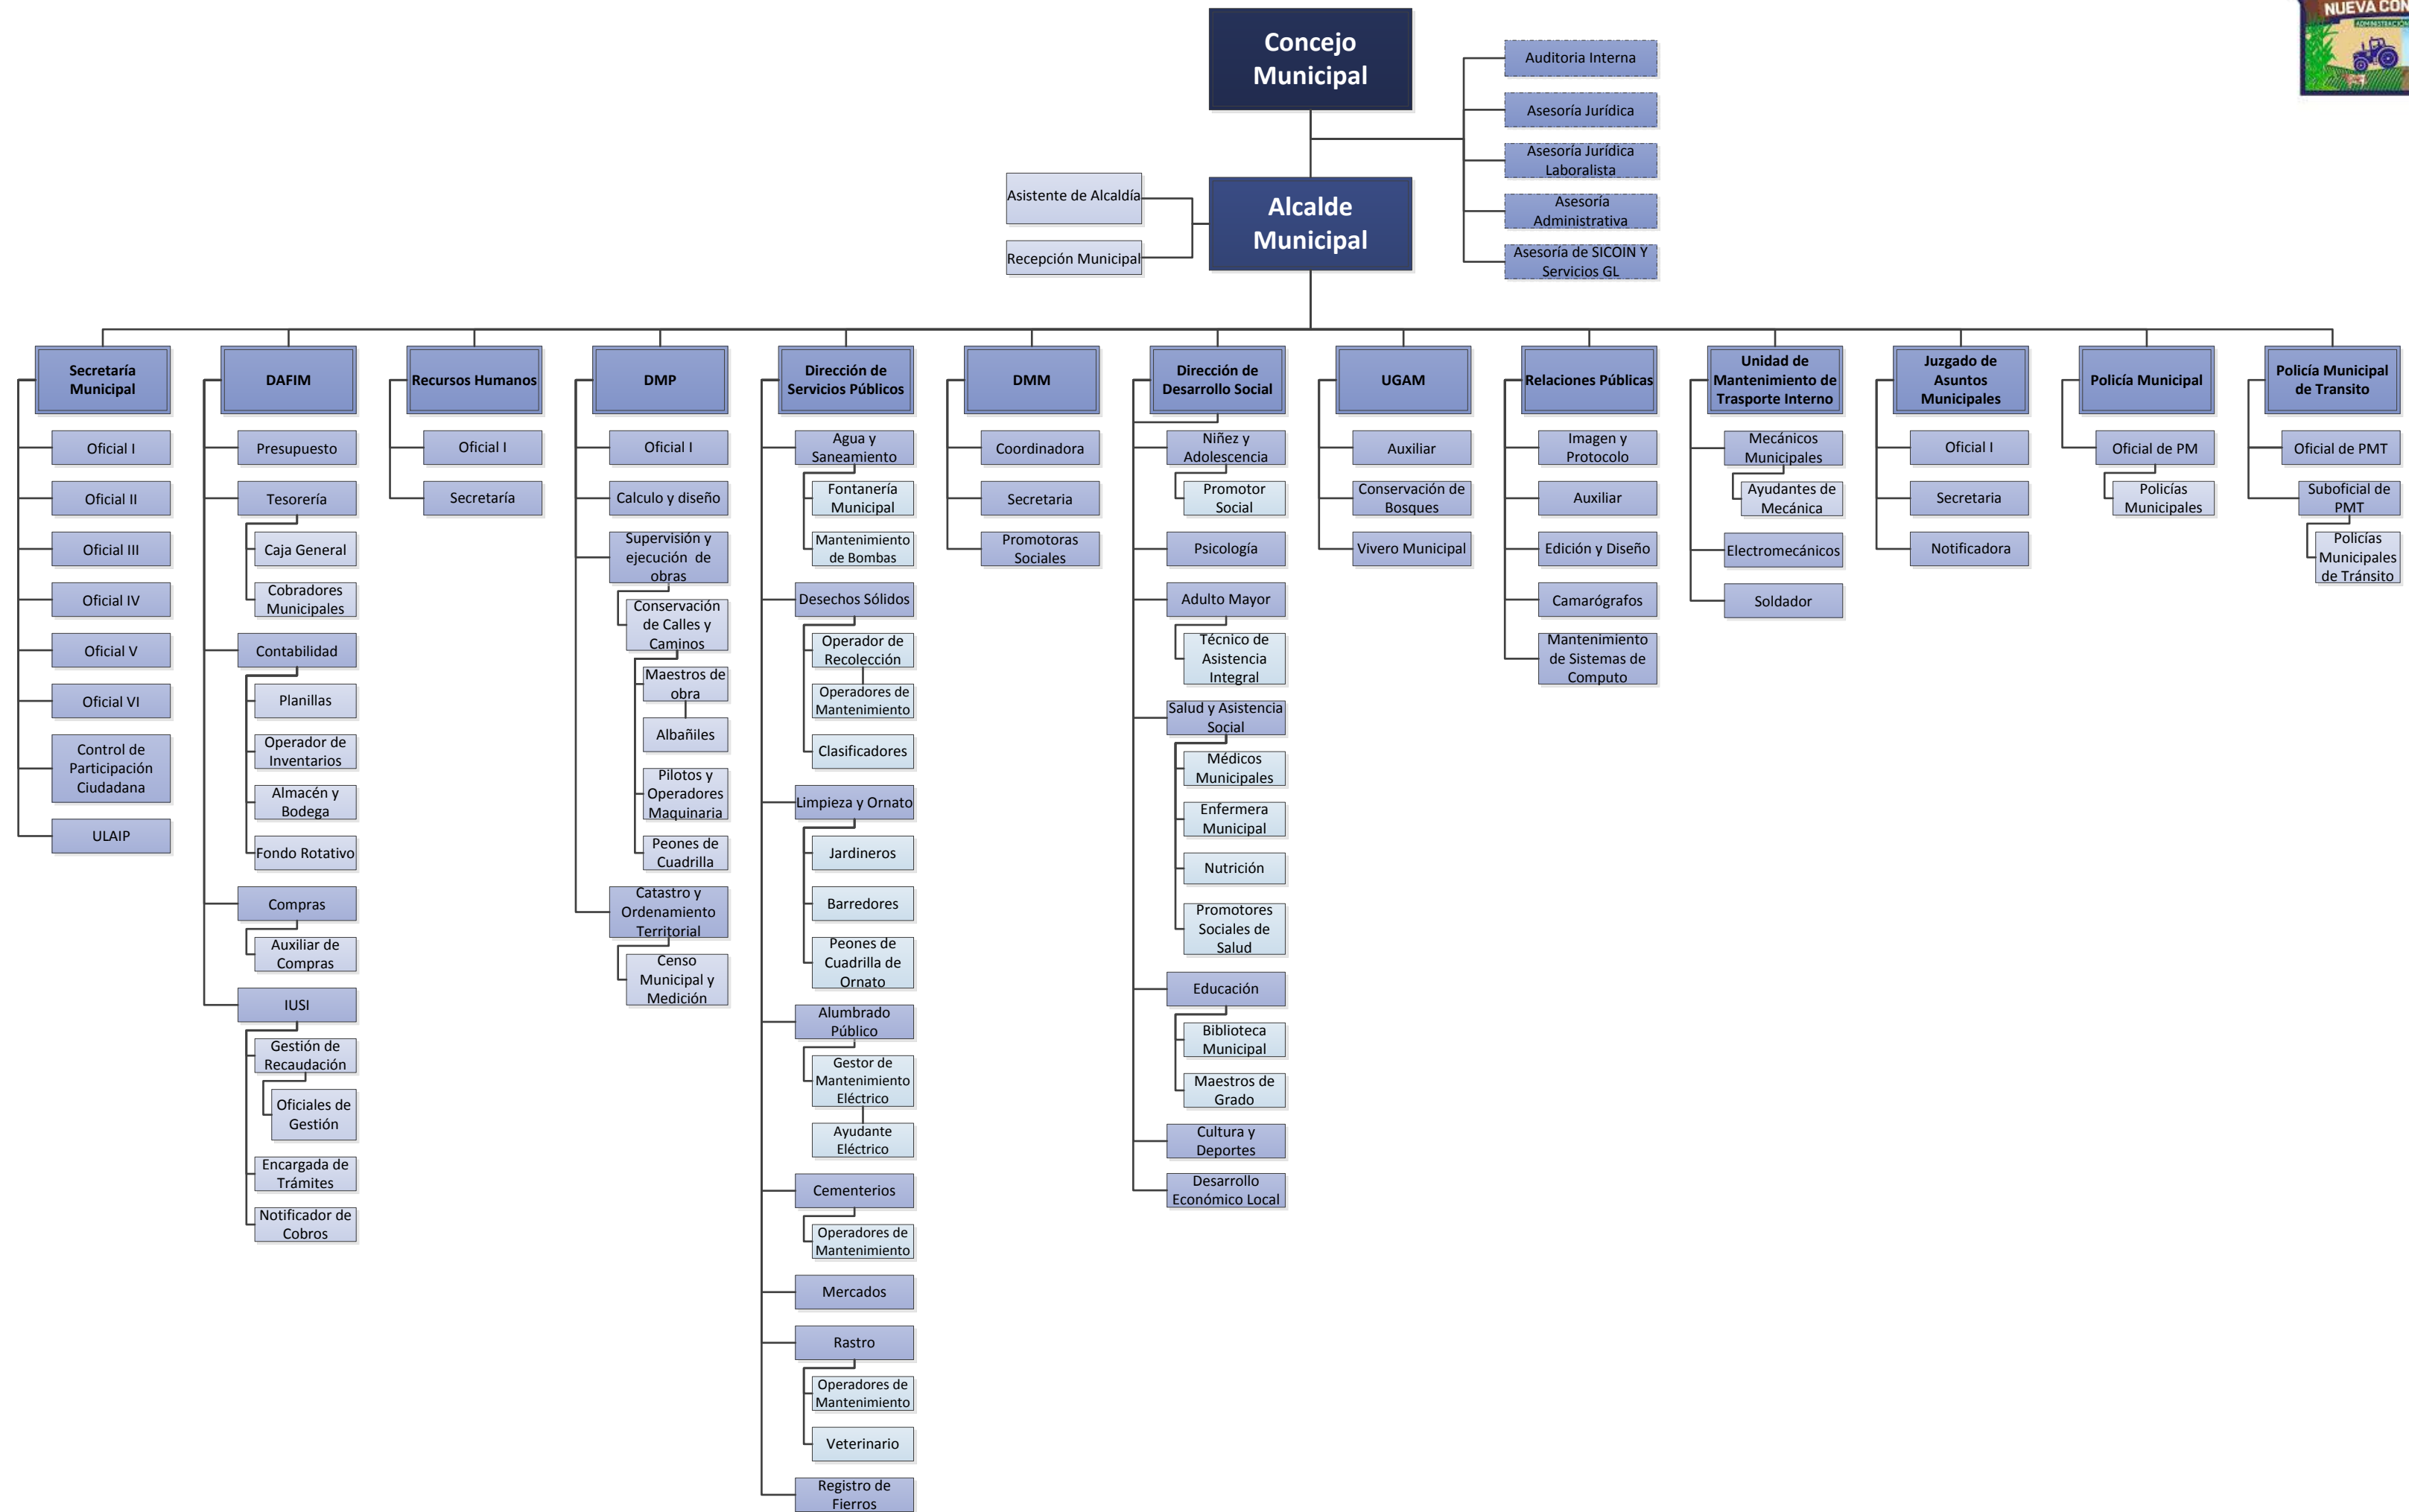 NUEVA CON
ADMINISTRACIÓN
Concejo
Municipal
Auditoria Interna
Asesoría Jurídica
Asesoría Jurídica
Laboralista
Asesoría
Administrativa
Asesoría de SICOIN Y
Servicios GL
Asistente de Alcaldía
Recepción Municipal
Alcalde
Municipal
Secretaría
Municipal
Oficial I
Oficial II
Oficial III
Oficial IV
Oficial V
Oficial VI
Control de
Participación
Ciudadana
ULAIP
DAFIM
Presupuesto
Tesorería
Caja General
Cobradores
Municipales
Contabilidad
Planillas
Operador de
Inventarios
Almacén y
Bodega
Fondo Rotativo
Compras
Auxiliar de
Compras
IUSI
Gestión de
Recaudación
Oficiales de
Gestión
Encargada de
Trámites
Notificador de
Cobros
Recursos Humanos
Oficial I
Secretaría
DMP
Oficial I
Calculo y diseño
Supervisión y
ejecución de
obras
Conservación
de Calles y
Caminos
Maestros de
obra
Albañiles
Pilotos y
Operadores
Maquinaria
Peones de
Cuadrilla
Catastro y
Ordenamiento
Territorial
Censo
Municipal y
Medición
Dirección de
Servicios Públicos
Agua y
Saneamiento
Fontanería
Municipal
Mantenimiento
de Bombas
Desechos Sólidos
Operador de
Recolección
Operadores de
Mantenimiento
Clasificadores
Limpieza y Ornato
Jardineros
Barredores
Peones de
Cuadrilla de
Ornato
Alumbrado
Público
Gestor de
Mantenimiento
Eléctrico
Ayudante
Eléctrico
Cementerios
Operadores de
Mantenimiento
Mercados
Rastro
Operadores de
Mantenimiento
Veterinario
Registro de
Fierros
DMM
Coordinadora
Secretaria
Promotoras
Sociales
Dirección de
Desarrollo Social
Niñez y
Adolescencia
Promotor
Social
Psicología
Adulto Mayor
Técnico de
Asistencia
Integral
Salud y Asistencia
Social
Médicos
Municipales
Enfermera
Municipal
Nutrición
Promotores
Sociales de
Salud
Educación
Biblioteca
Municipal
Maestros de
Grado
Cultura y
Deportes
Desarrollo
Económico Local
UGAM
Auxiliar
Conservación de
Bosques
Vivero Municipal
Relaciones Públicas
Imagen y
Protocolo
Auxiliar
Edición y Diseño
Camarógrafos
Mantenimiento
de Sistemas de
Computo
Unidad de
Mantenimiento de
Trasporte Interno
Mecánicos
Municipales
Ayudantes de
Mecánica
Electromecánicos
Soldador
Juzgado de
Asuntos
Municipales
Oficial I
Secretaria
Notificadora
Policía Municipal
Oficial de PM
Policías
Municipales
Policía Municipal
de Transito
Oficial de PMT
Suboficial de
PMT
Policías
Municipales
de Tránsito